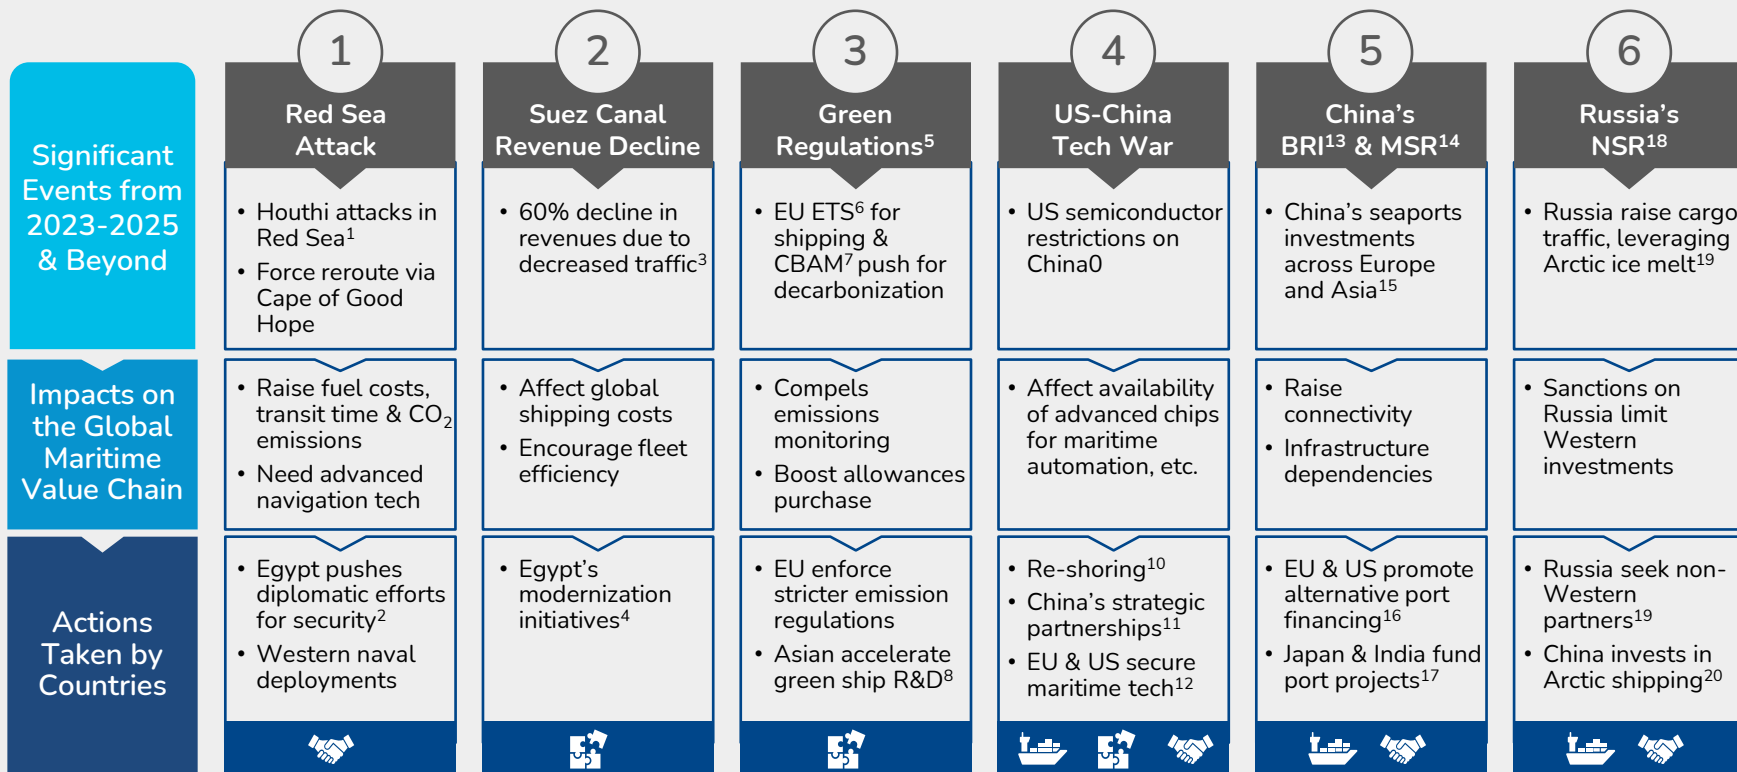 1
2
3
4
5
6
Significant
Events from
2023-2025
& Beyond
Red Sea
Attack
Suez Canal
Revenue Decline
Green
Regulations⁵
US-China
Tech War
China’s
BRI¹³ & MSR¹⁴
Russia’s
NSR¹⁸
• Houthi attacks in
Red Sea¹
• Force reroute via
Cape of Good
Hope
• 60% decline in
revenues due to
decreased traffic³
• EU ETS⁶ for
shipping &
CBAM⁷ push for
decarbonization
• US semiconductor
restrictions on
China0
• China’s seaports
investments
across Europe
and Asia¹⁵
• Russia raise cargo
traffic, leveraging
Arctic ice melt¹⁹
Impacts on
the Global
Maritime
Value Chain
• Raise fuel costs,
transit time & CO₂
emissions
• Need advanced
navigation tech
• Affect global
shipping costs
• Encourage fleet
efficiency
• Compels
emissions
monitoring
• Boost allowances
purchase
• Affect availability
of advanced chips
for maritime
automation, etc.
• Raise
connectivity
• Infrastructure
dependencies
• Sanctions on
Russia limit
Western
investments
Actions
Taken by
Countries
• Egypt pushes
diplomatic efforts
for security²
• Western naval
deployments
• Egypt’s
modernization
initiatives⁴
• EU enforce
stricter emission
regulations
• Asian accelerate
green ship R&D⁸
• Re-shoring¹⁰
• China’s strategic
partnerships¹¹
• EU & US secure
maritime tech¹²
• EU & US promote
alternative port
financing¹⁶
• Japan & India fund
port projects¹⁷
• Russia seek non-
Western
partners¹⁹
• China invests in
Arctic shipping²⁰